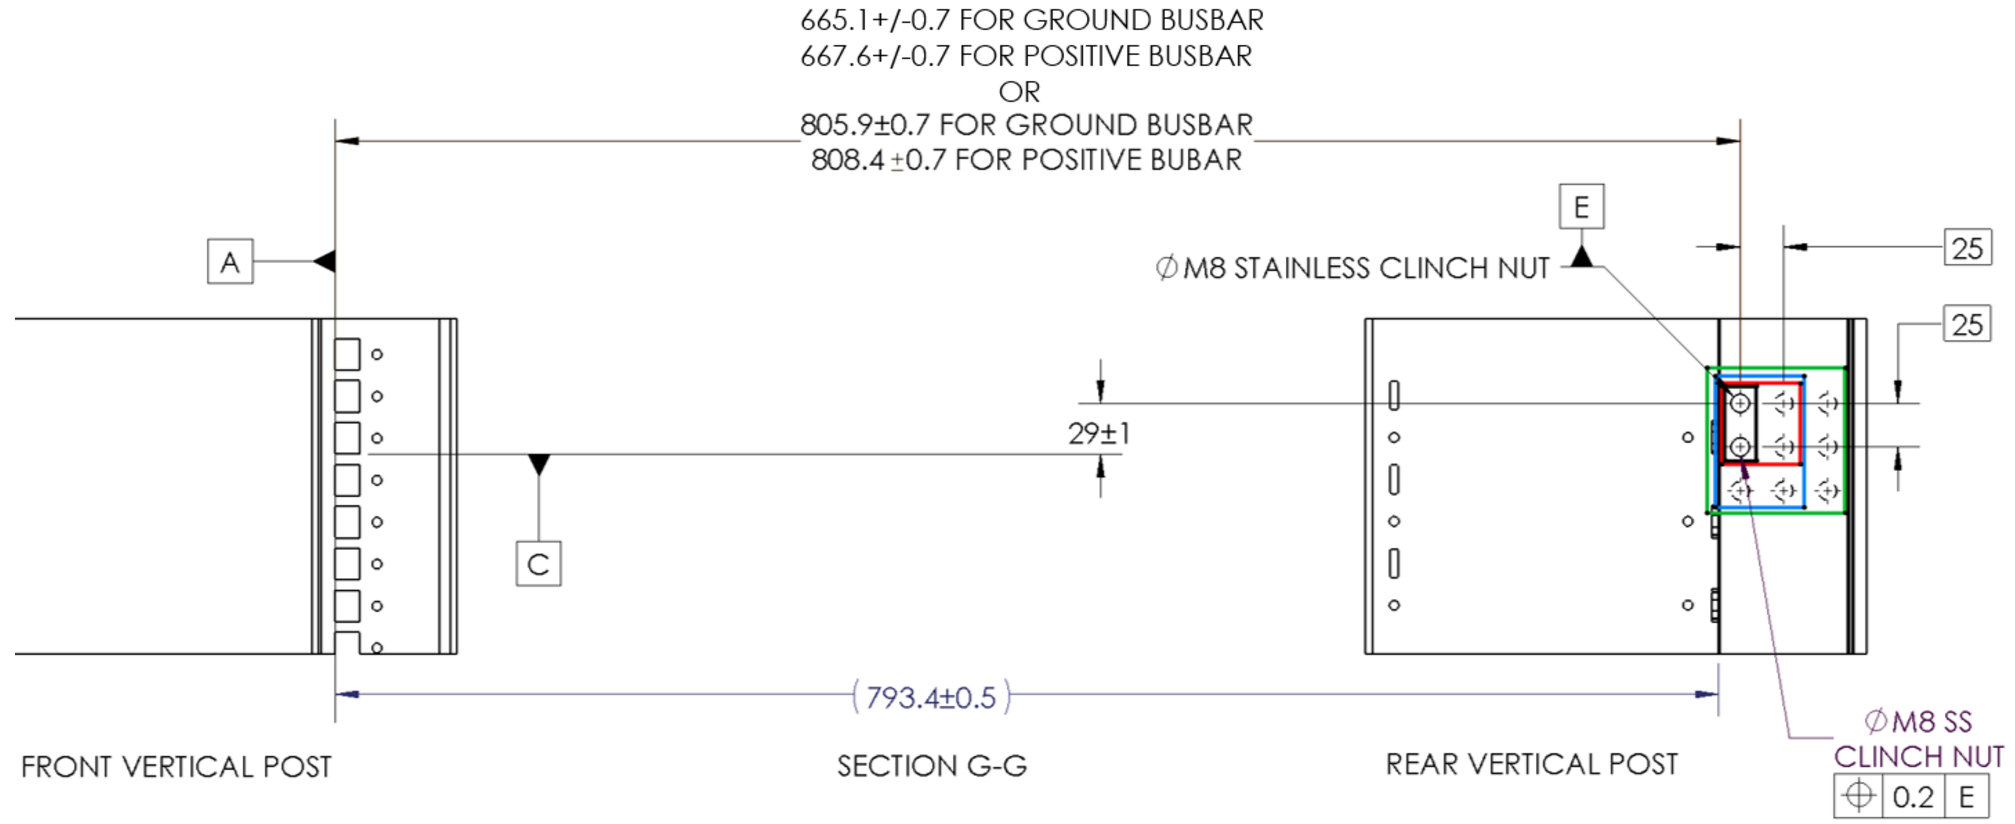 665.1+/-0.7 FOR GROUND BUSBAR
667.6+/-0.7 FOR POSITIVE BUSBAR
OR
805.9±0.7 FOR GROUND BUSBAR
808.4±0.7 FOR POSITIVE BUBAR
E
A
25
∅M8 STAINLESS CLINCH NUT
25
29±1
C
(793.4±0.5)
∅M8 SS
CLINCH NUT
FRONT VERTICAL POST
SECTION G-G
REAR VERTICAL POST
⌖ 0.2 E